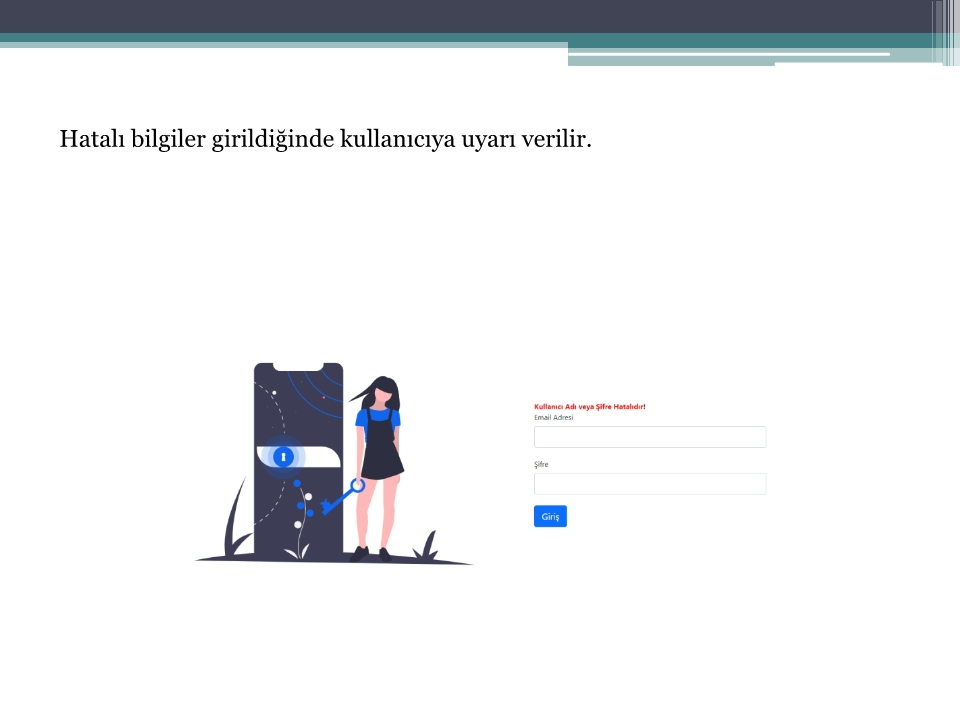 Hatalı bilgiler girildiğinde kullanıcıya uyarı verilir.
Kullanıcı Adı veya Şifre Hatalıdır!
Email Adresi
Şifre
Giriş